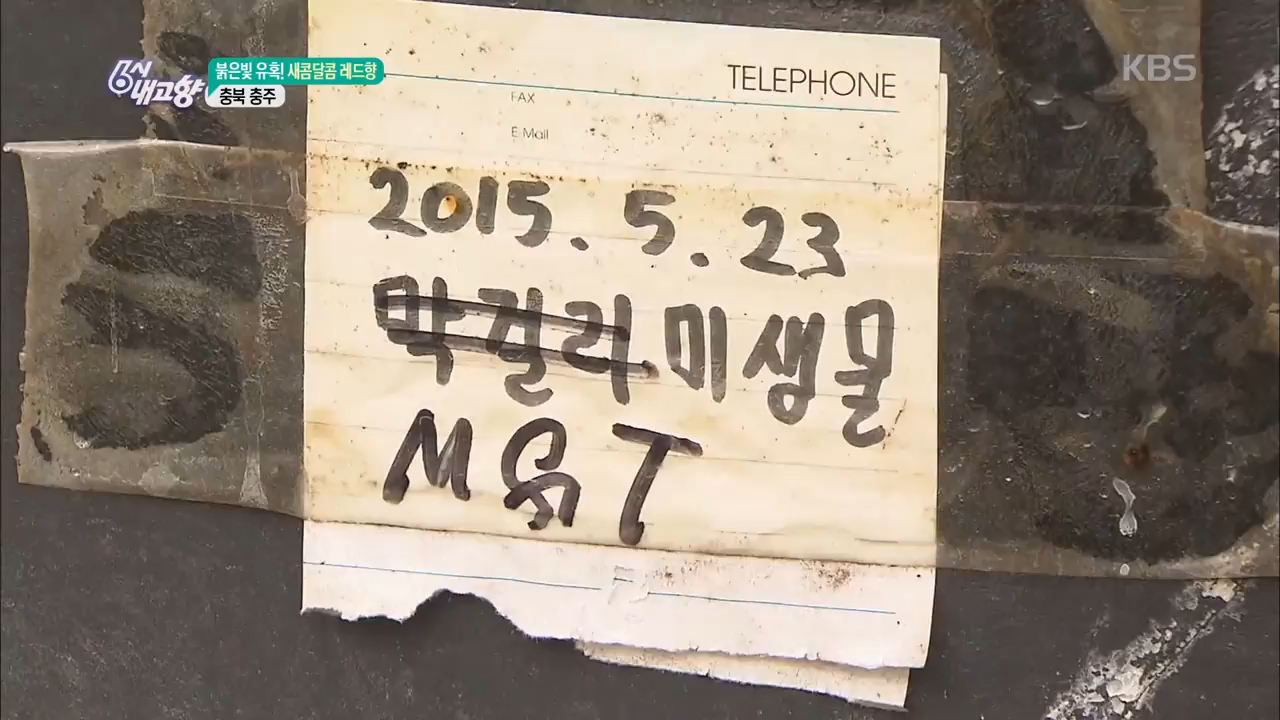 6시
내고향
붉은빛 유혹! 새콤달콤 레드향
충북 충주
KBS
TELEPHONE
FAX
E Mail
2015. 5. 23
막걸리 미생물